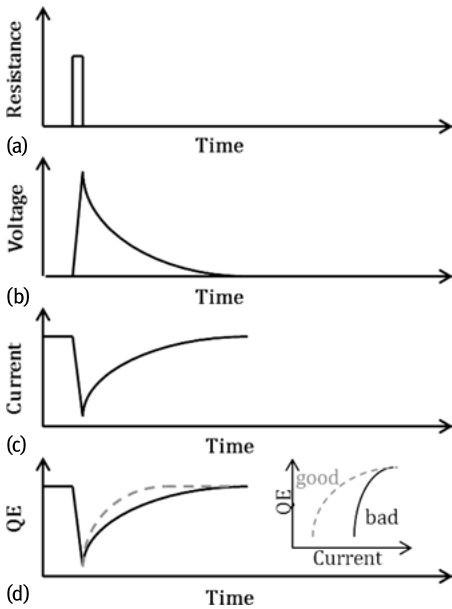 Resistance
(a)
Time
Voltage
(b)
Time
Current
(c)
Time
QE
(d)
Time
QE
good
bad
Current